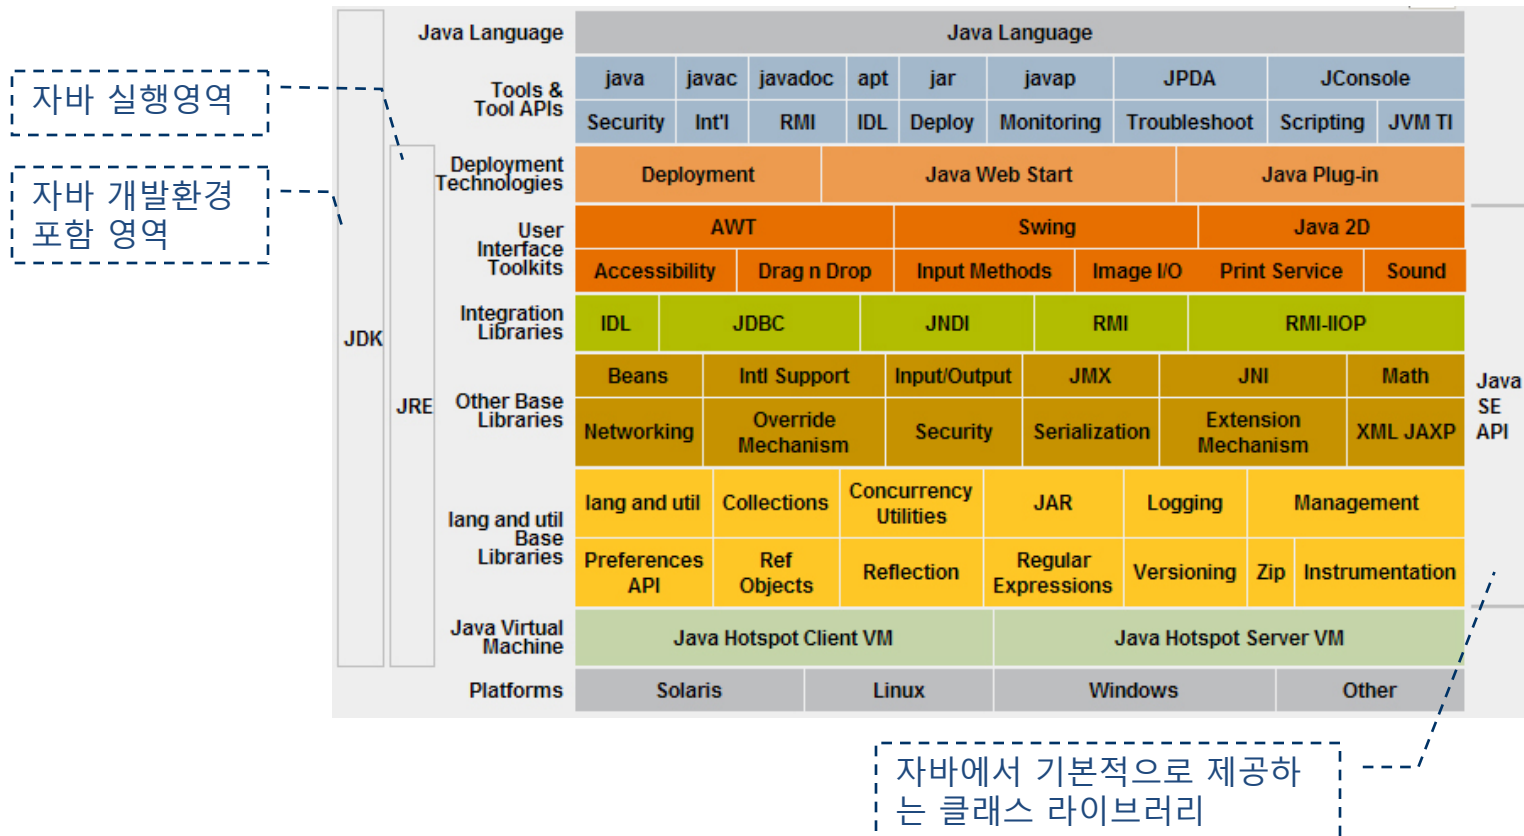 Java Language
Java Language
Tools &
Tool APIs
java javac javadoc apt jar javap JPDA JConsole
Security Int'l RMI IDL Deploy Monitoring Troubleshoot Scripting JVM TI
자바 실행영역
자바 개발환경
포함 영역
Deployment
Technologies
Deployment Java Web Start Java Plug-in
User
Interface
Toolkits
AWT Swing Java 2D
Accessibility Drag n Drop Input Methods Image I/O Print Service Sound
Integration
Libraries
IDL JDBC JNDI RMI RMI-IIOP
JDK
JRE
Other Base
Libraries
Beans Intl Support Input/Output JMX JNI Math
Networking Override
Mechanism Security Serialization Extension
Mechanism XML JAXP
Java
SE
API
lang and util
Base
Libraries
lang and util Collections Concurrency
Utilities JAR Logging Management
Preferences
API Ref
Objects Reflection Regular
Expressions Versioning Zip Instrumentation
Java Virtual
Machine
Java Hotspot Client VM Java Hotspot Server VM
Platforms
Solaris Linux Windows Other
자바에서 기본적으로 제공하
는 클래스 라이브러리